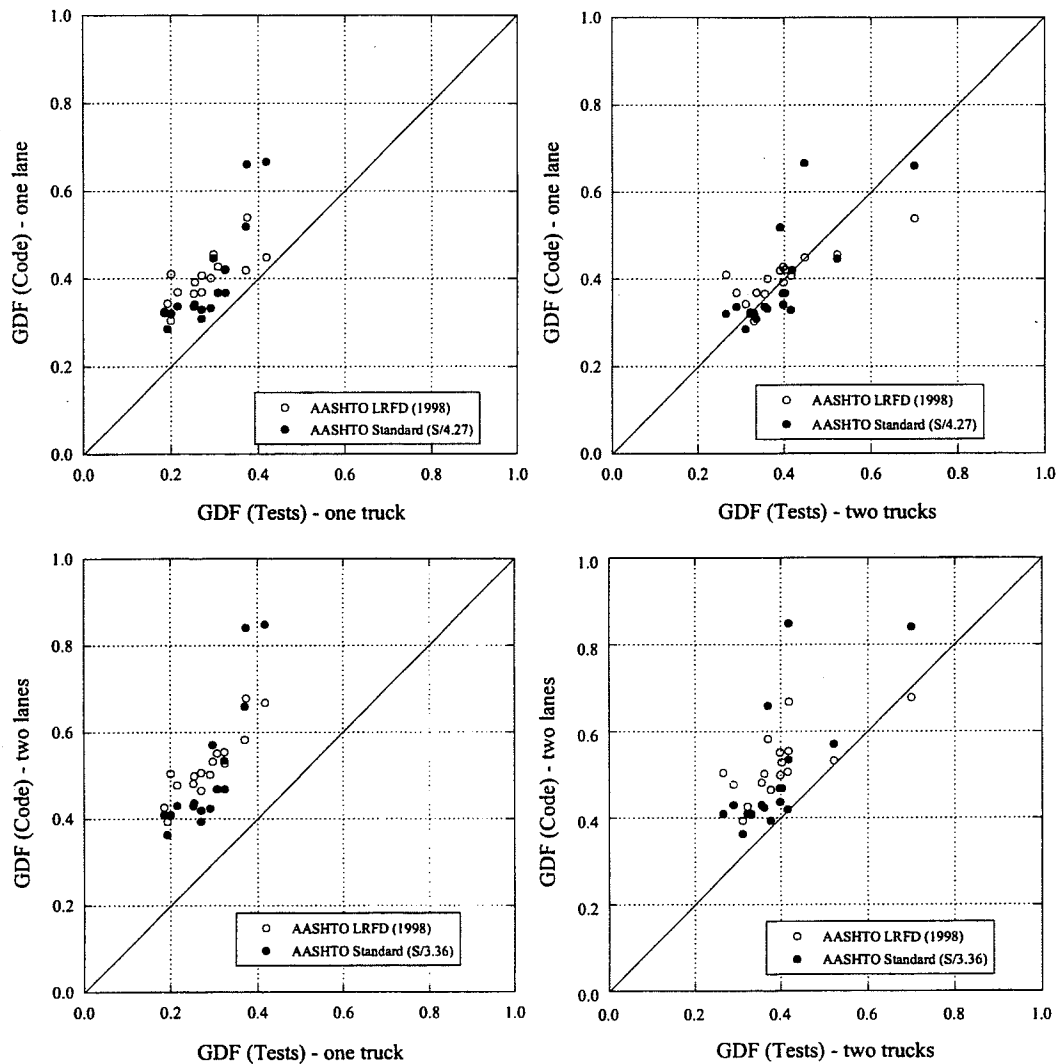 1.0
0.8
0.6
0.4
0.2
0.0
GDF (Code) - one lane
AASHTO LRFD (1998)
AASHTO Standard (S/4.27)
0.0 0.2 0.4 0.6 0.8 1.0
GDF (Tests) - one truck
1.0
0.8
0.6
0.4
0.2
0.0
GDF (Code) - one lane
AASHTO LRFD (1998)
AASHTO Standard (S/4.27)
0.0 0.2 0.4 0.6 0.8 1.0
GDF (Tests) - two trucks
1.0
0.8
0.6
0.4
0.2
0.0
GDF (Code) - two lanes
AASHTO LRFD (1998)
AASHTO Standard (S/3.36)
0.0 0.2 0.4 0.6 0.8 1.0
GDF (Tests) - one truck
1.0
0.8
0.6
0.4
0.2
0.0
GDF (Code) - two lanes
AASHTO LRFD (1998)
AASHTO Standard (S/3.36)
0.0 0.2 0.4 0.6 0.8 1.0
GDF (Tests) - two trucks